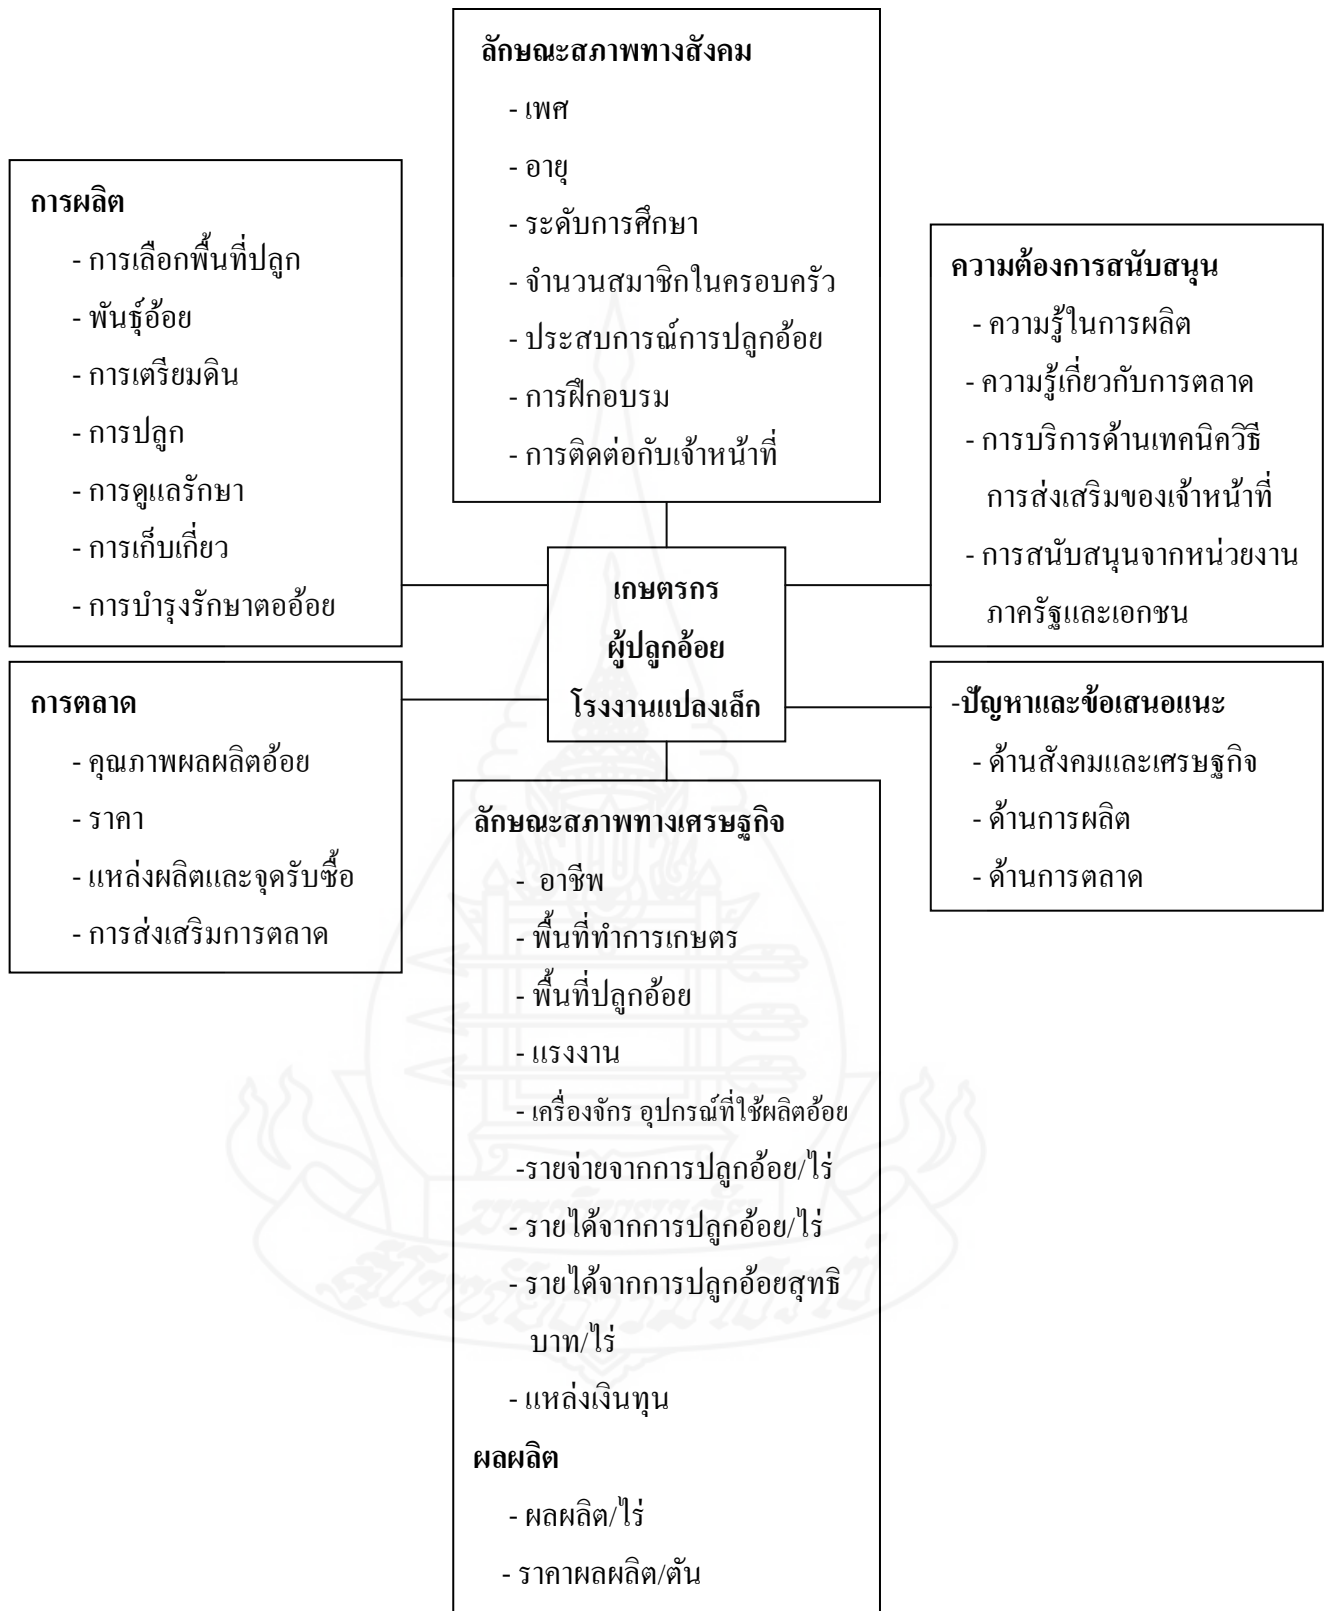 ลักษณะสภาพทางสังคม
- เพศ
- อายุ
- ระดับการศึกษา
- จำนวนสมาชิกในครอบครัว
- ประสบการณ์การปลูกอ้อย
- การฝึกอบรม
- การติดต่อกับเจ้าหน้าที่
การผลิต
- การเลือกพื้นที่ปลูก
- พันธุ์อ้อย
- การเตรียมดิน
- การปลูก
- การดูแลรักษา
- การเก็บเกี่ยว
- การบำรุงรักษาตออ้อย
ความต้องการสนับสนุน
- ความรู้ในการผลิต
- ความรู้เกี่ยวกับการตลาด
- การบริการด้านเทคนิควิธี
การส่งเสริมของเจ้าหน้าที่
- การสนับสนุนจากหน่วยงาน
ภาครัฐและเอกชน
เกษตรกร
ผู้ปลูกอ้อย
โรงงานแปลงเล็ก
การตลาด
- คุณภาพผลผลิตอ้อย
- ราคา
- แหล่งผลิตและจุดรับซื้อ
- การส่งเสริมการตลาด
-ปัญหาและข้อเสนอแนะ
- ด้านสังคมและเศรษฐกิจ
- ด้านการผลิต
- ด้านการตลาด
ลักษณะสภาพทางเศรษฐกิจ
- อาชีพ
- พื้นที่ทำการเกษตร
- พื้นที่ปลูกอ้อย
- แรงงาน
- เครื่องจักร อุปกรณ์ที่ใช้ผลิตอ้อย
-รายจ่ายจากการปลูกอ้อย/ไร่
- รายได้จากการปลูกอ้อย/ไร่
- รายได้จากการปลูกอ้อยสุทธิ
บาท/ไร่
- แหล่งเงินทุน
ผลผลิต
- ผลผลิต/ไร่
- ราคาผลผลิต/ตัน
มหาวิทยาลัย
สุโขทัยธรรมาธิราช